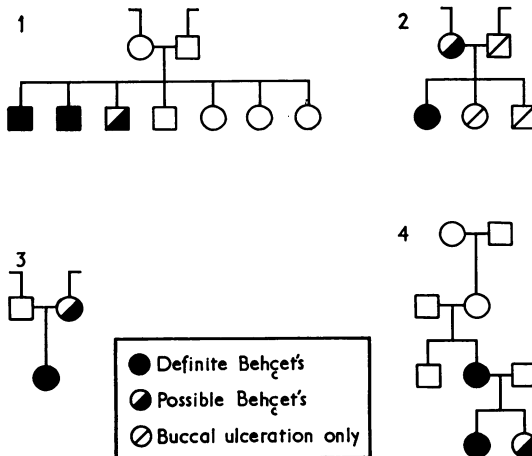 1
2
3
4
Definite Behçet's
Possible Behçet's
Buccal ulceration only